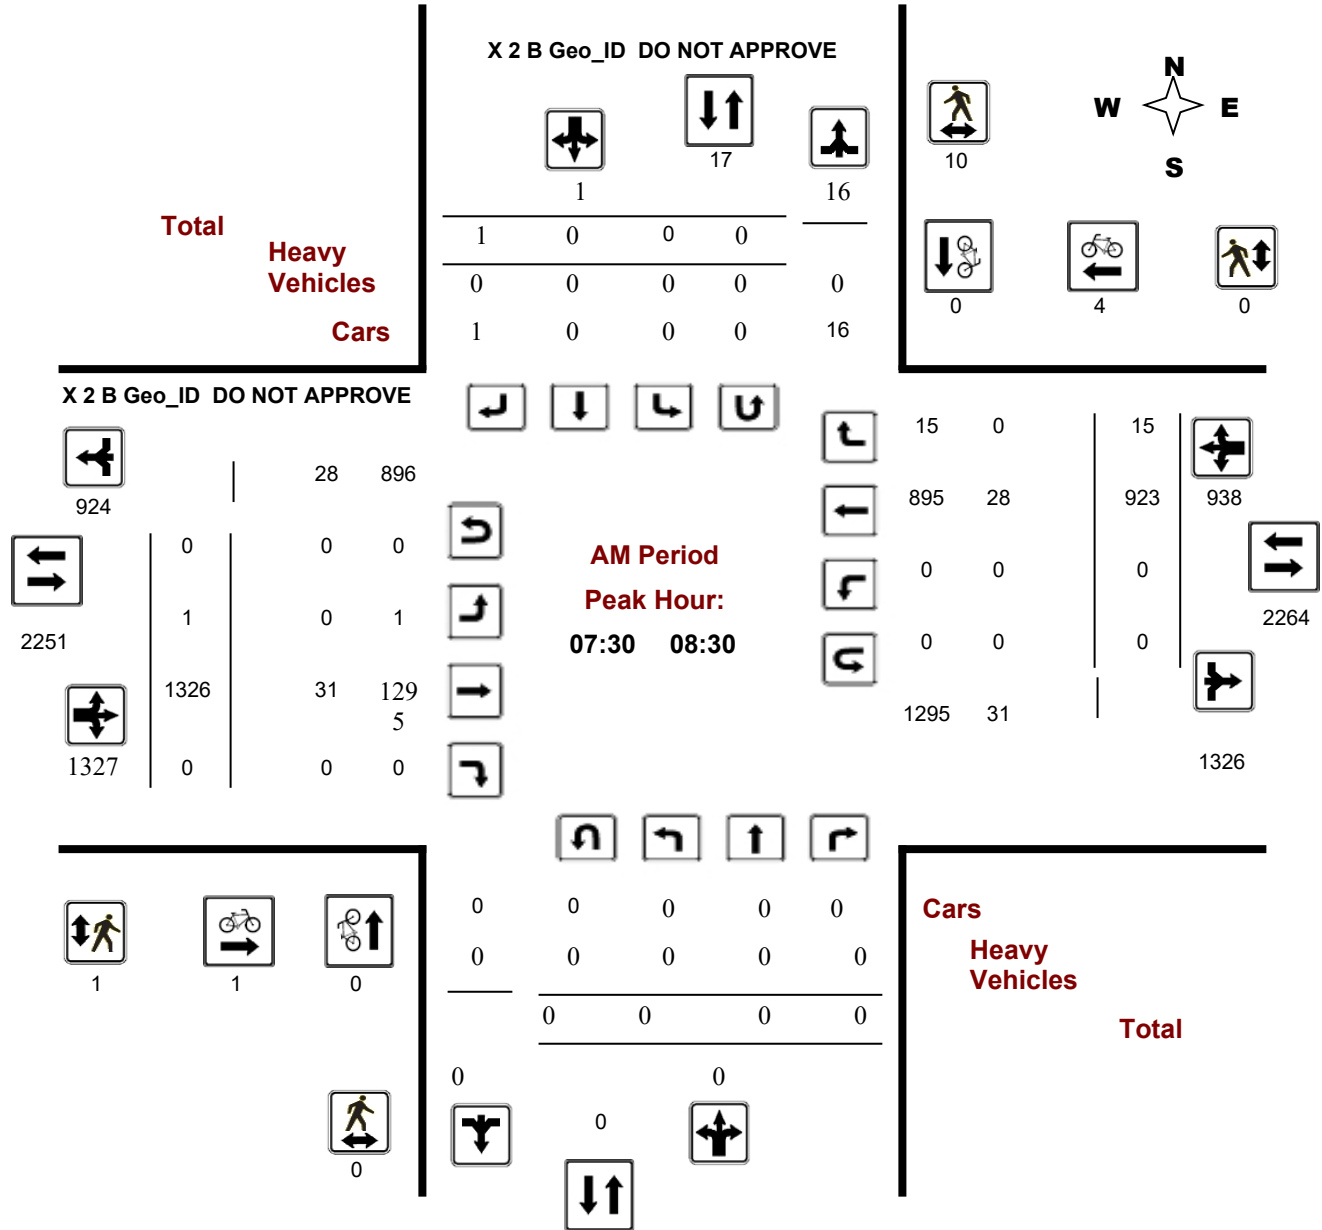 X 2 B Geo_ID DO NOT APPROVE
N
W E
S
17
10
1 16
Total
1 0 0 0
Heavy
Vehicles
0 0 0 0 0
0 4 0
Cars
1 0 0 0 16
X 2 B Geo_ID DO NOT APPROVE
15 0 15
28 896
924
895 28 923 938
0 0 0
AM Period
0 0 0
Peak Hour:
1 0 1
2251
2264
07:30 08:30
0 0 0
1326 31 129
5
1295 31
1327 0 0 0
1326
0 0 0 0 0
Cars
0 0 0 0 0
Heavy
Vehicles
1 1 0
0 0 0 0
Total
0 0
0
0